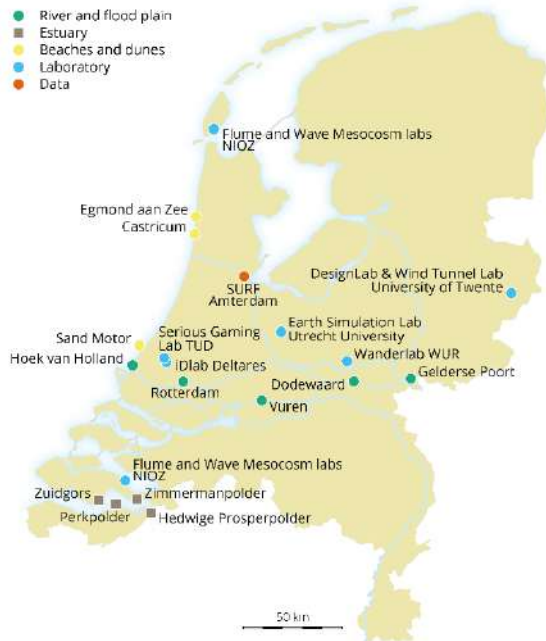 River and flood plain
Estuary
Beaches and dunes
Laboratory
Data
Flume and Wave Mesocosm labs
NIOZ
Egmond aan Zee
Castricum
SURF
Amterdam
DesignLab & Wind Tunnel Lab
University of Twente
Earth Simulation Lab
Utrecht University
Sand Motor
Serious Gaming
Lab TUD
Hoek van Holland
iDlab Deltares
Wanderlab WUR
Gelderse Poort
Dodewaard
Rotterdam
Vuren
Flume and Wave Mesocosm labs
NIOZ
Zuidgors
Zimmermanpolder
Perkpolder
Hedwige Prosperpolder
50 km